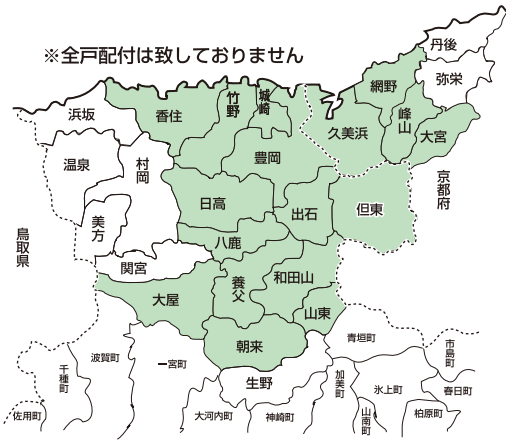 ※全戸配付は致しておりません
丹後
弥栄
網野
峰山
大宮
久美浜
浜坂
香住
竹野
城崎
豊岡
温泉
村岡
美方
日高
出石
但東
京都府
鳥取県
八鹿
関宮
養父
和田山
大屋
山東
朝来
生野
青垣町
市島町
千種町
波賀町
一宮町
加美町
氷上町
春日町
佐用町
大河内町
神崎町
山南町
柏原町